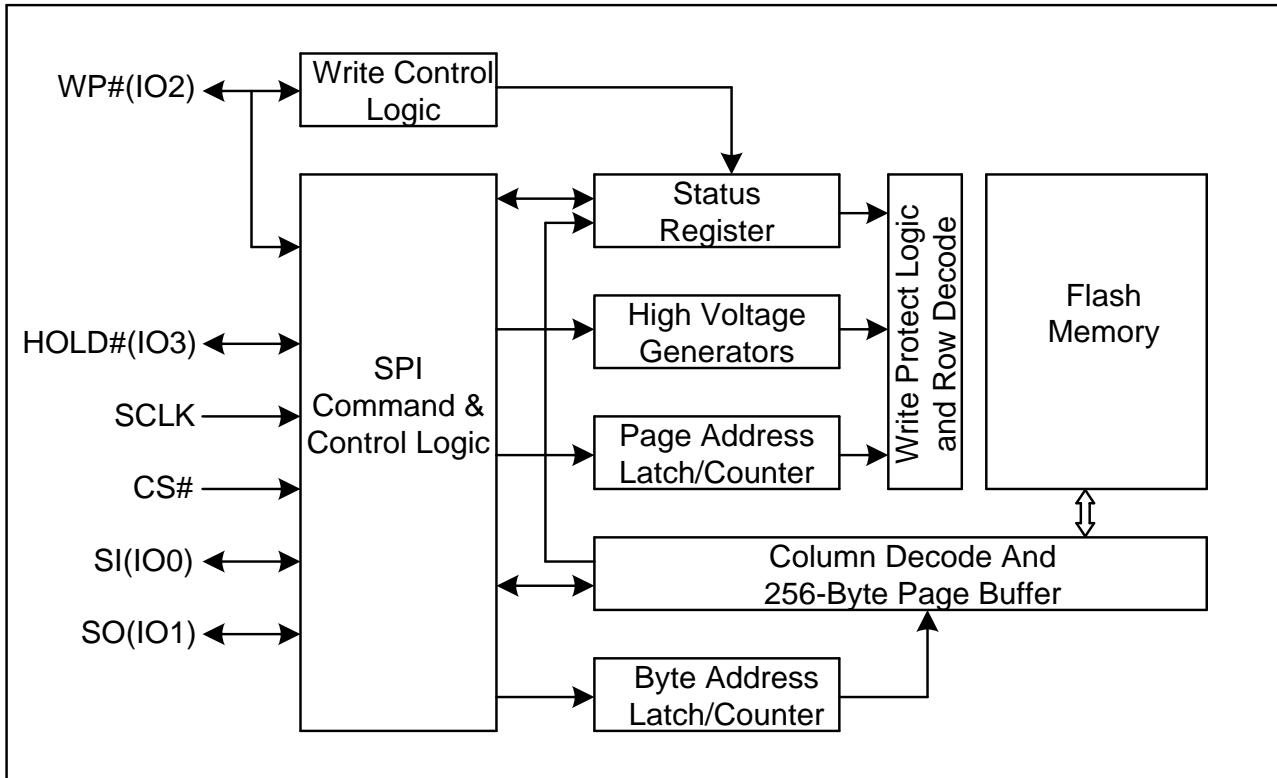 WP#(IO2)
Write Control
Logic
Status
Register
Write Protect Logic
and Row Decode
Flash
Memory
HOLD#(IO3)
High Voltage
Generators
SPI
Command &
Control Logic
SCLK
Page Address
Latch/Counter
CS#
SI(IO0)
Column Decode And
256-Byte Page Buffer
SO(IO1)
Byte Address
Latch/Counter